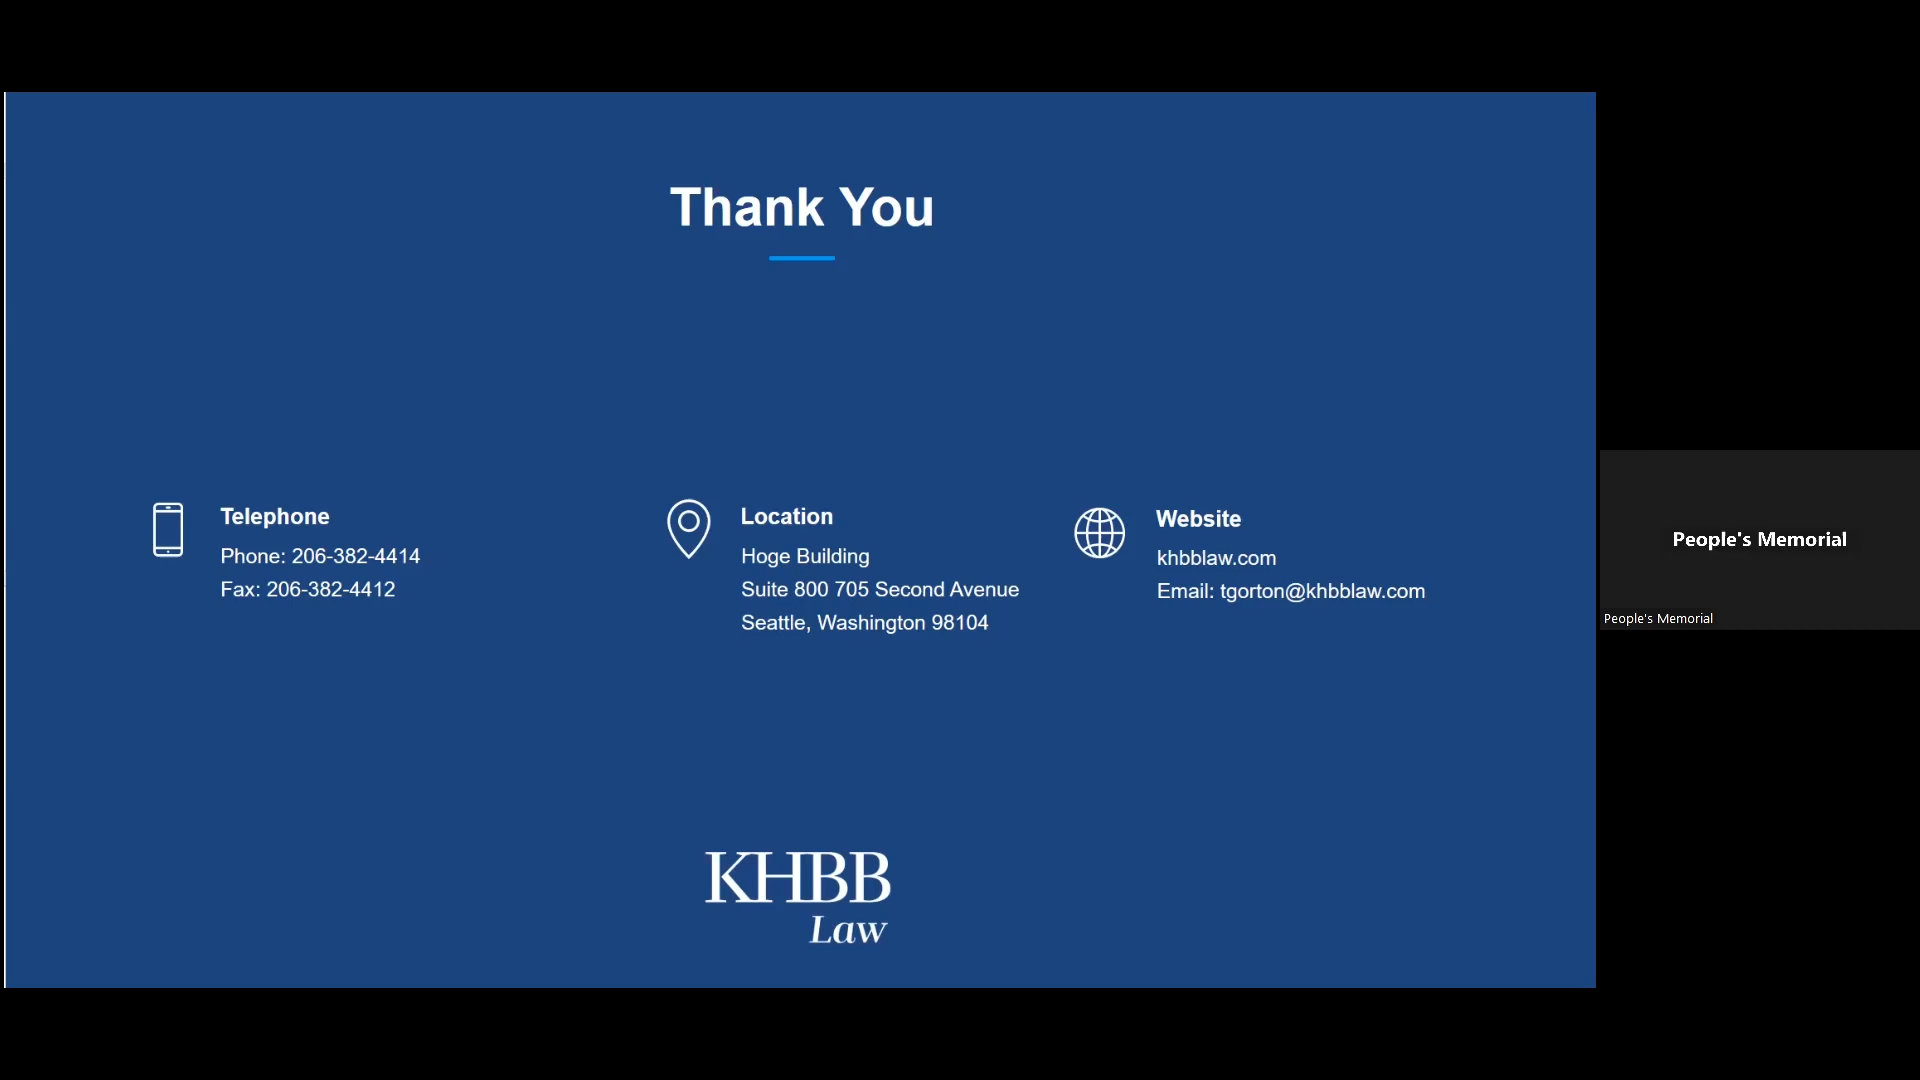 Thank You
Telephone
Phone: 206-382-4414
Fax: 206-382-4412
Location
Hoge Building
Suite 800 705 Second Avenue
Seattle, Washington 98104
Website
khbblaw.com
Email: tgorton@khbblaw.com
KHBB
Law
People's Memorial
People's Memorial